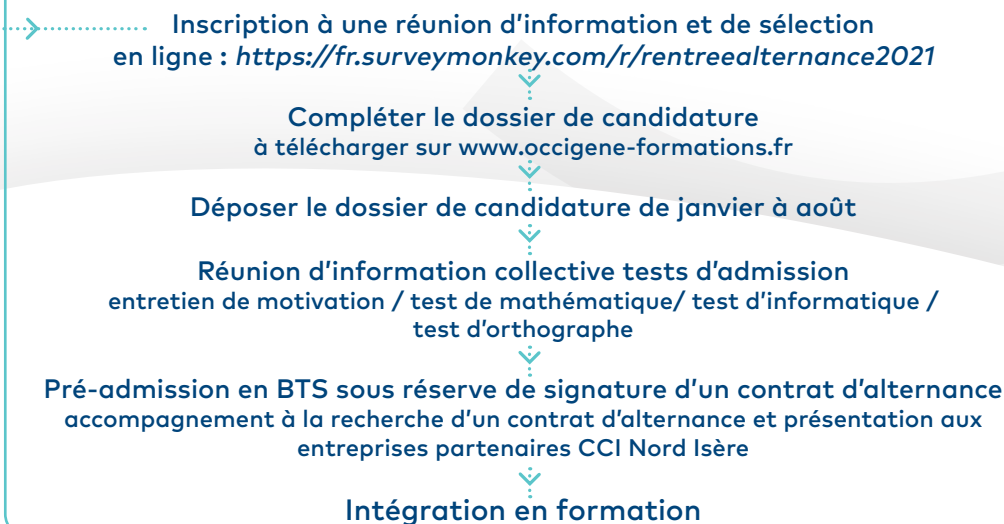 Inscription à une réunion d’information et de sélection
en ligne : https://fr.surveymonkey.com/r/rentreealternance2021
Compléter le dossier de candidature
à télécharger sur www.occigene-formations.fr
Déposer le dossier de candidature de janvier à août
Réunion d’information collective tests d’admission
entretien de motivation / test de mathématique/ test d’informatique /
test d’orthographe
Pré-admission en BTS sous réserve de signature d’un contrat d’alternance
accompagnement à la recherche d’un contrat d’alternance et présentation aux
entreprises partenaires CCI Nord Isère
Intégration en formation